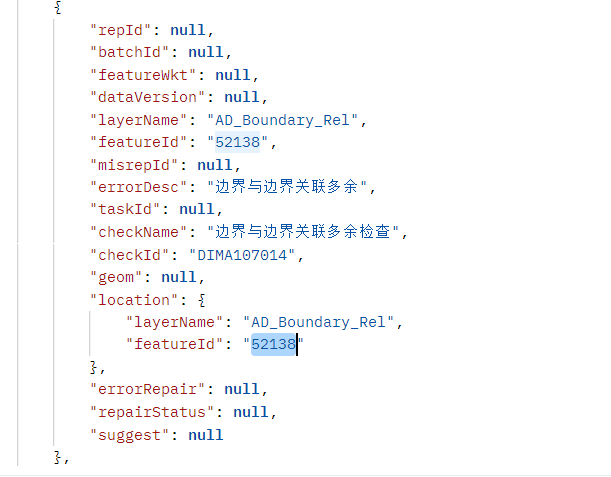 {
"repId": null,
"batchId": null,
"featureWkt": null,
"dataVersion": null,
"layerName": "AD_Boundary_Rel",
"featureId": "52138",
"misrepId": null,
"errorDesc": "边界与边界关联多余",
"taskId": null,
"checkName": "边界与边界关联多余检查",
"checkId": "DIMA107014",
"geom": null,
"location": {
"layerName": "AD_Boundary_Rel",
"featureId": "52138"
},
"errorRepair": null,
"repairStatus": null,
"suggest": null
},